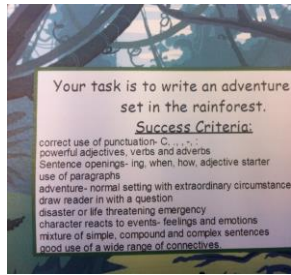 Your task is to write an adventure
set in the rainforest.
Success Criteria:
correct use of punctuation- C, ., , -, :
powerful adjectives, verbs and adverbs
Sentence openings- ing, when, how, adjective starter
use of paragraphs
adventure- normal setting with extraordinary circumstance
draw reader in with a question
disaster or life threatening emergency
character reacts to events- feelings and emotions
mixture of simple, compound and complex sentences
good use of a wide range of connectives.